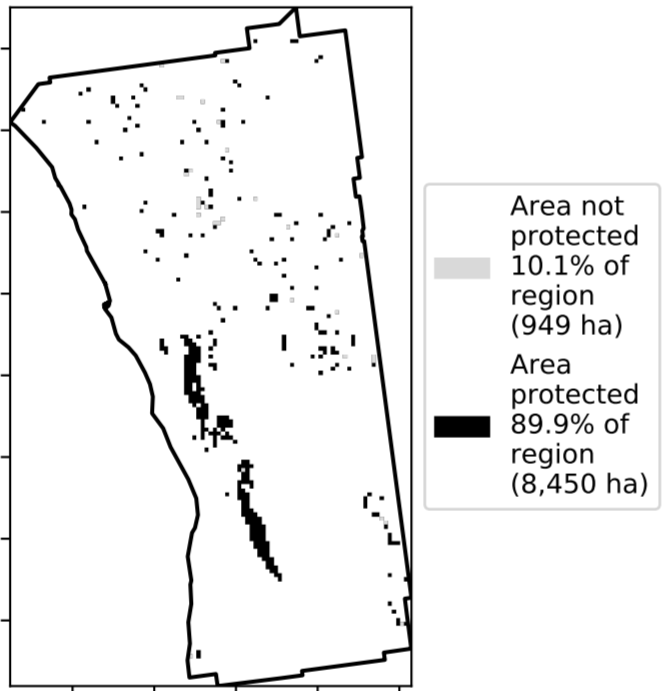 Area not
protected
10.1% of
region
(949 ha)
Area
protected
89.9% of
region
(8,450 ha)